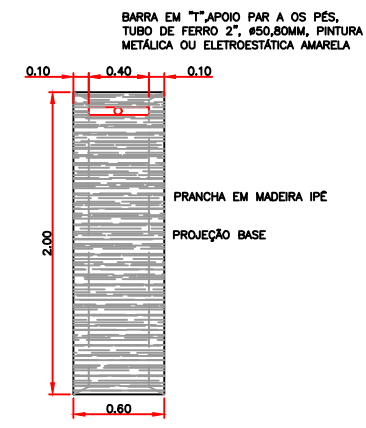 BARRA EM "T",APOIO PAR A OS PÉS,
TUBO DE FERRO 2", ø50,80MM, PINTURA
METÁLICA OU ELETROESTÁTICA AMARELA
0.10 0.40 0.10
PRANCHA EM MADEIRA IPÊ
PROJEÇÃO BASE
2.00
0.60